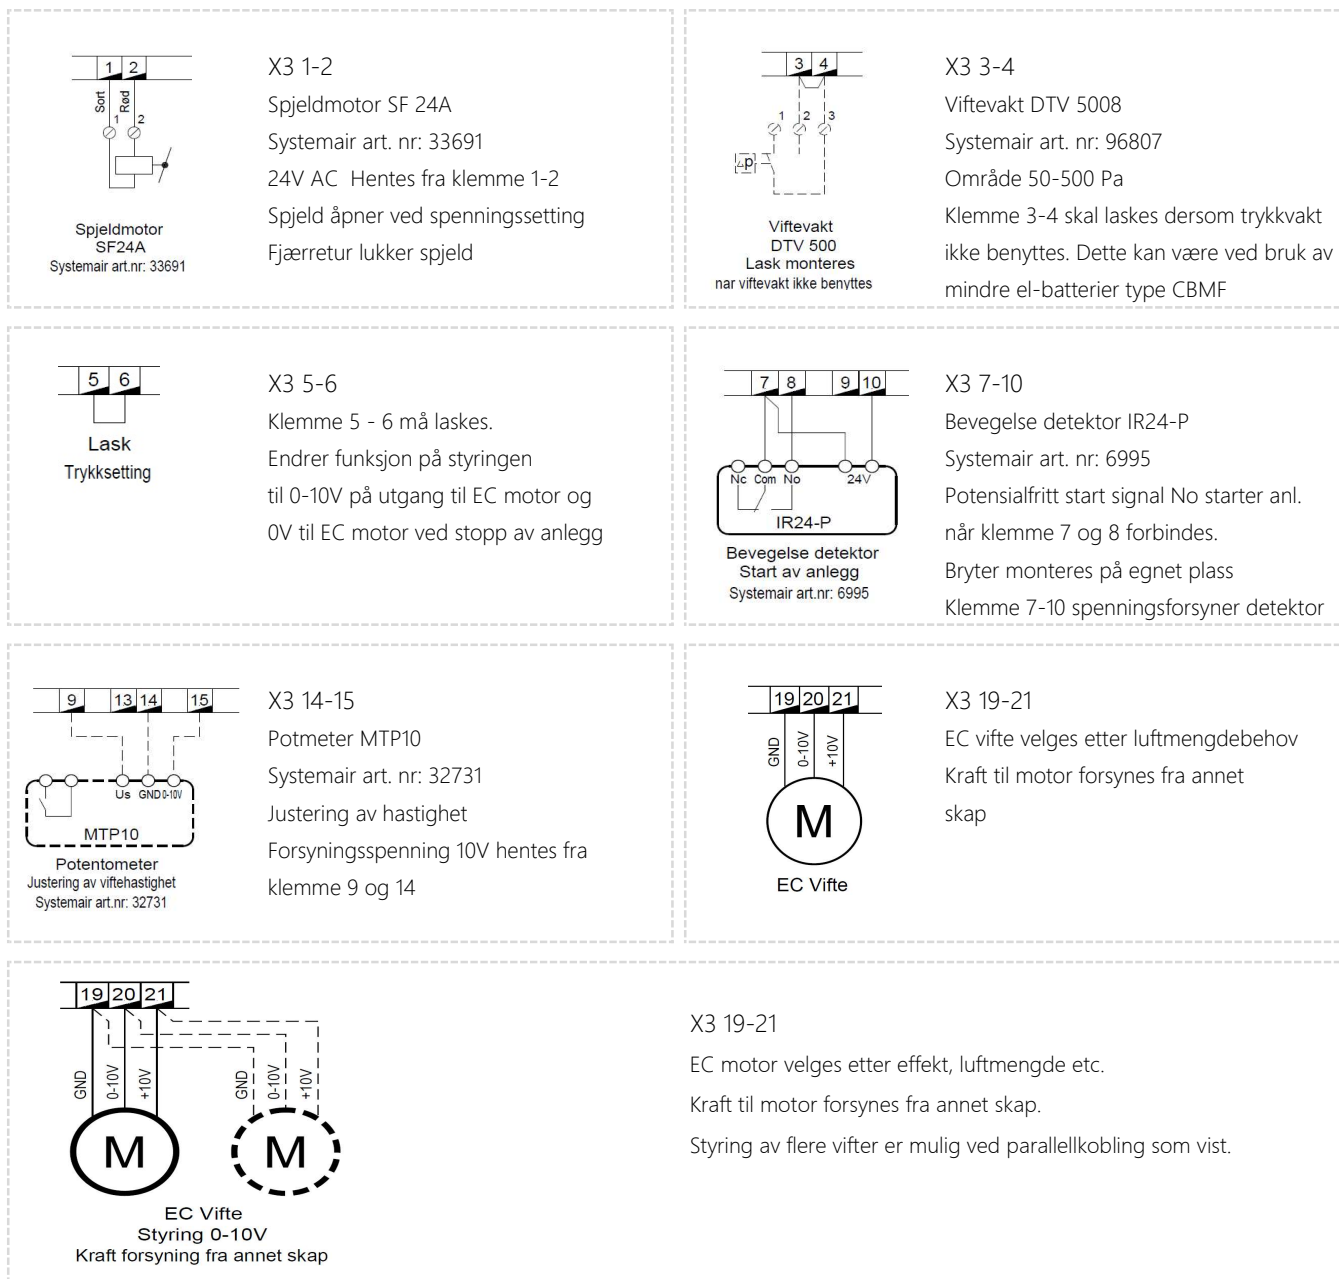 1 2
Sort
Rød
1 2
Spjeldmotor
SF24A
Systemair art.nr: 33691
X3 1-2
Spjeldmotor SF 24A
Systemair art. nr: 33691
24V AC  Hentes fra klemme 1-2
Spjeld åpner ved spenningssetting
Fjærretur lukker spjeld
3 4
1 2 3
△p
Viftevakt
DTV 500
Lask monteres
nar viftevakt ikke benyttes
X3 3-4
Viftevakt DTV 5008
Systemair art. nr: 96807
Område 50-500 Pa
Klemme 3-4 skal laskes dersom trykkvakt
ikke benyttes. Dette kan være ved bruk av
mindre el-batterier type CBMF
5 6
Lask
Trykksetting
X3 5-6
Klemme 5 - 6 må laskes.
Endrer funksjon på styringen
til 0-10V på utgang til EC motor og
0V til EC motor ved stopp av anlegg
7 8 9 10
Nc Com No 24V
IR24-P
Bevegelse detektor
Start av anlegg
Systemair art.nr: 6995
X3 7-10
Bevegelse detektor IR24-P
Systemair art. nr: 6995
Potensialfritt start signal No starter anl.
når klemme 7 og 8 forbindes.
Bryter monteres på egnet plass
Klemme 7-10 spenningsforsyner detektor
9 13 14 15
Us GND 0-10V
MTP10
Potentometer
Justering av viftehastighet
Systemair art.nr: 32731
X3 14-15
Potmeter MTP10
Systemair art. nr: 32731
Justering av hastighet
Forsyningsspenning 10V hentes fra
klemme 9 og 14
19 20 21
GND
0-10V
+10V
M
EC Vifte
X3 19-21
EC vifte velges etter luftmengdebehov
Kraft til motor forsynes fra annet
skap
19 20 21
GND
0-10V
+10V
GND
0-10V
+10V
M M
EC Vifte
Styring 0-10V
Kraft forsyning fra annet skap
X3 19-21
EC motor velges etter effekt, luftmengde etc.
Kraft til motor forsynes fra annet skap.
Styring av flere vifter er mulig ved parallellkobling som vist.